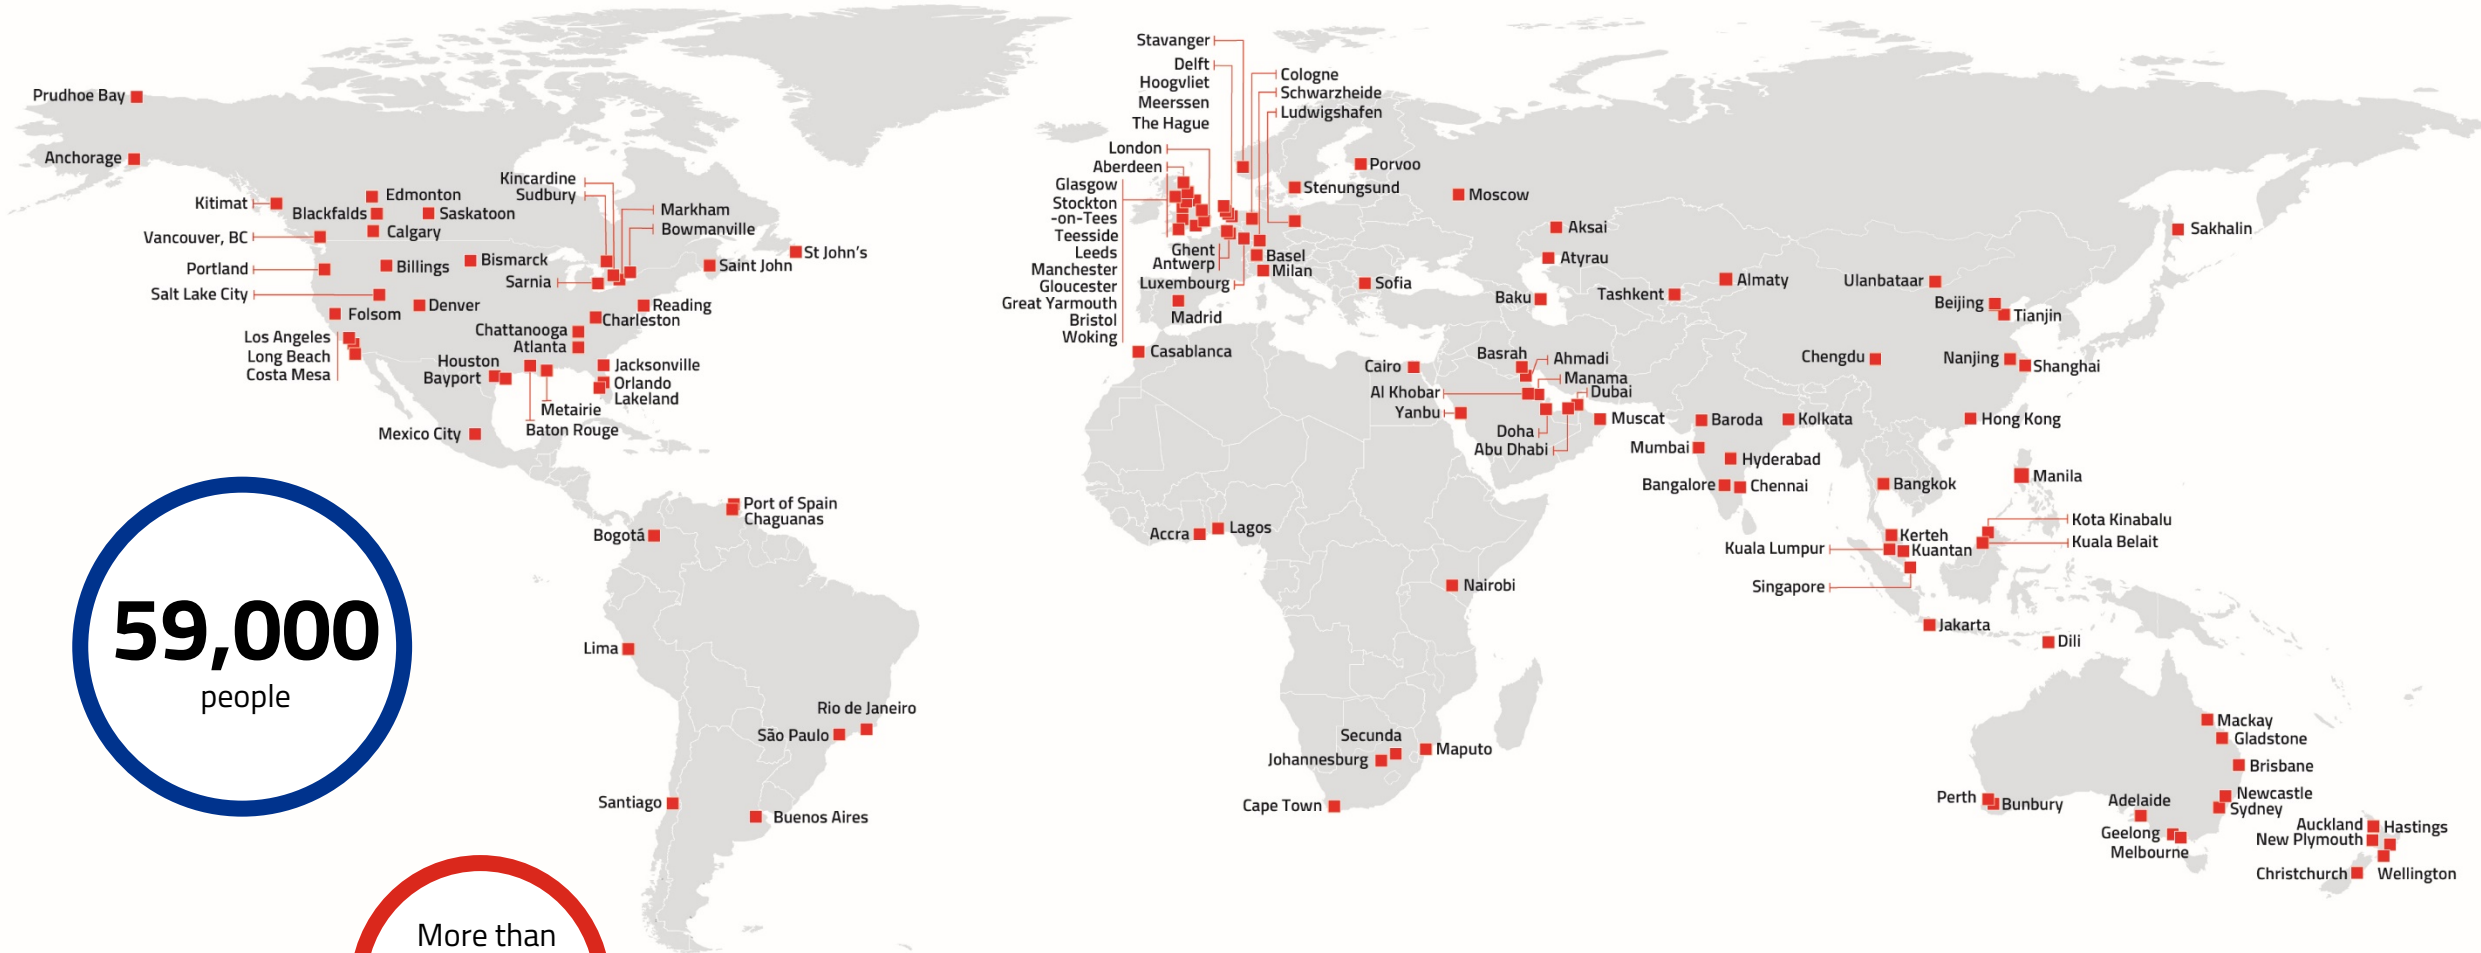 Prudhoe Bay
Anchorage
Kitimat
Vancouver, BC
Portland
Salt Lake City
Edmonton
Blackfalds
Saskatoon
Calgary
Billings
Bismarck
Denver
Folsom
Los Angeles
Long Beach
Costa Mesa
Kincardine
Sudbury
Markham
Bowmanville
Sarnia
St John's
Saint John
Reading
Charleston
Chattanooga
Atlanta
Houston
Bayport
Jacksonville
Orlando
Lakeland
Metairie
Baton Rouge
Mexico City
Port of Spain
Chaguanas
Bogotá
Lima
Rio de Janeiro
São Paulo
Santiago
Buenos Aires
59,000
people
More than
Stavanger
Delft
Hoogvliet
Meerssen
The Hague
London
Aberdeen
Glasgow
Stockton
-on-Tees
Teesside
Leeds
Manchester
Gloucester
Great Yarmouth
Bristol
Woking
Cologne
Schwarzheide
Ludwigshafen
Porvoo
Stenungsund
Moscow
Ghent
Antwerp
Luxembourg
Basel
Milan
Madrid
Sofia
Casablanca
Cairo
Accra
Lagos
Nairobi
Secunda
Johannesburg
Maputo
Cape Town
Aksai
Atyrau
Baku
Tashkent
Almaty
Basrah
Ahmadi
Manama
Al Khobar
Dubai
Yanbu
Doha
Abu Dhabi
Muscat
Baroda
Kolkata
Mumbai
Hyderabad
Bangalore
Chennai
Sakhalin
Ulanbataar
Beijing
Tianjin
Chengdu
Nanjing
Shanghai
Hong Kong
Manila
Bangkok
Kota Kinabalu
Kuala Belait
Kerteh
Kuala Lumpur
Kuantan
Singapore
Jakarta
Dili
Mackay
Gladstone
Brisbane
Newcastle
Sydney
Perth
Bunbury
Adelaide
Geelong
Melbourne
Auckland
Hastings
New Plymouth
Christchurch
Wellington